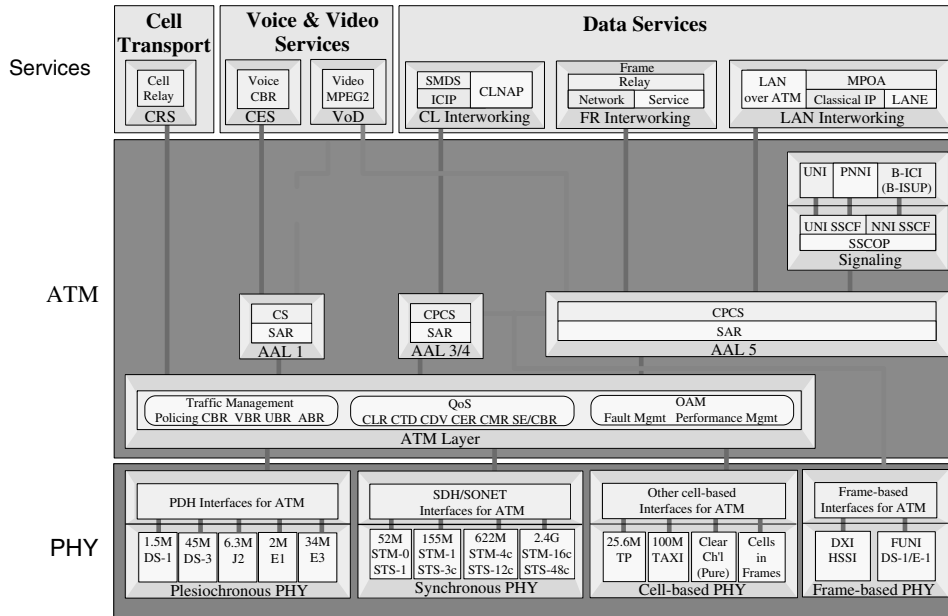 Services
Cell
Transport
Cell
Relay
CRS
Voice & Video
Services
Voice
CBR
CES
Video
MPEG2
VoD
Data Services
SMDS
ICIP
CLNAP
CL Interworking
Frame
Relay
Network
Service
FR Interworking
LAN
over ATM
MPOA
Classical IP
LANE
LAN Interworking
ATM
UNI
PNNI
B-ICI
(B-ISUP)
UNI SSCF
NNI SSCF
SSCOP
Signaling
CS
SAR
AAL 1
CPCS
SAR
AAL 3/4
CPCS
SAR
AAL 5
Traffic Management
Policing CBR VBR UBR ABR
QoS
CLR CTD CDV CER CMR SE/CBR
OAM
Fault Mgmt Performance Mgmt
ATM Layer
PHY
PDH Interfaces for ATM
1.5M
DS-1
45M
DS-3
6.3M
J2
2M
E1
34M
E3
Plesiochronous PHY
SDH/SONET
Interfaces for ATM
52M
STM-0
STS-1
155M
STM-1
STS-3c
622M
STM-4c
STS-12c
2.4G
STM-16c
STS-48c
Synchronous PHY
Other cell-based
Interfaces for ATM
25.6M
TP
100M
TAXI
Clear
Ch'l
(Pure)
Cells
in
Frames
Cell-based PHY
Frame-based
Interfaces for ATM
DXI
HSSI
FUNI
DS-1/E-1
Frame-based PHY